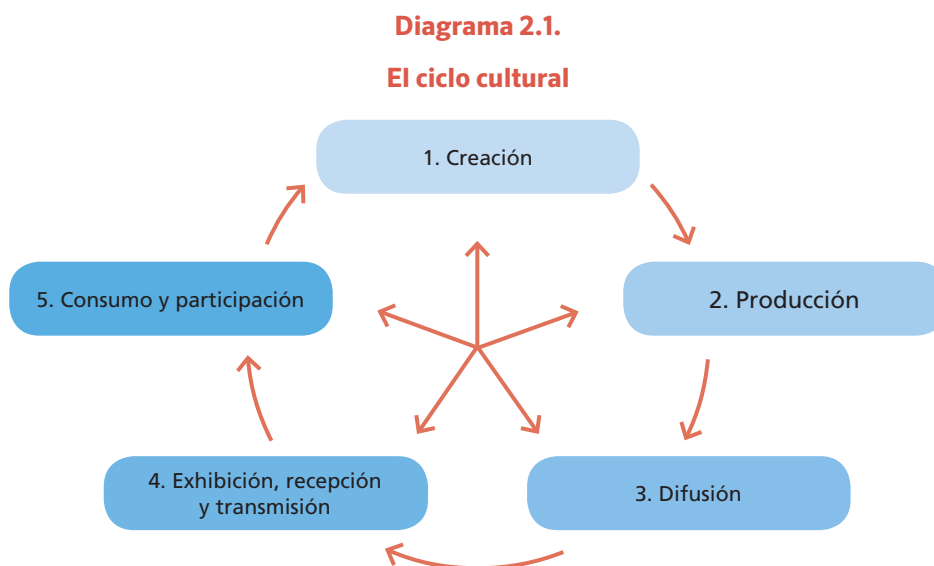 Diagrama 2.1.
El ciclo cultural
1. Creación
2. Producción
3. Difusión
4. Exhibición, recepción
y transmisión
5. Consumo y participación